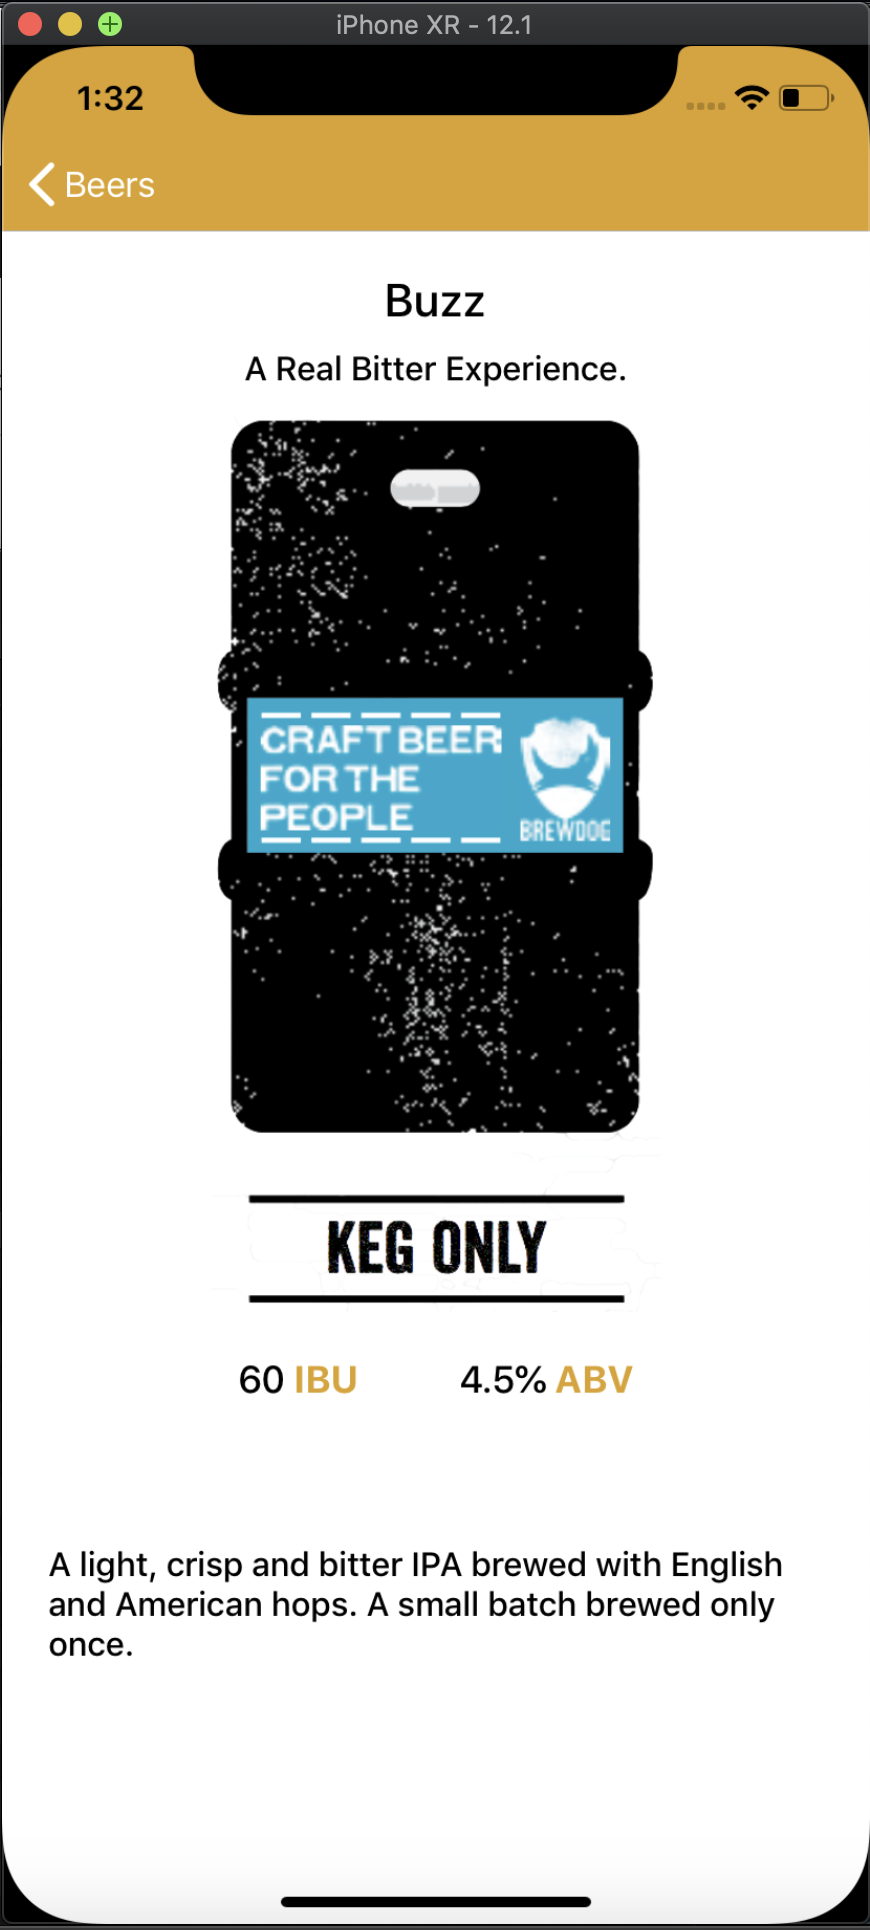 iPhone XR - 12.1
1:32
Beers
Buzz
A Real Bitter Experience.
CRAFT BEER
FOR THE
PEOPLE
BREWDOG
KEG ONLY
60 IBU 4.5% ABV
A light, crisp and bitter IPA brewed with English
and American hops. A small batch brewed only
once.